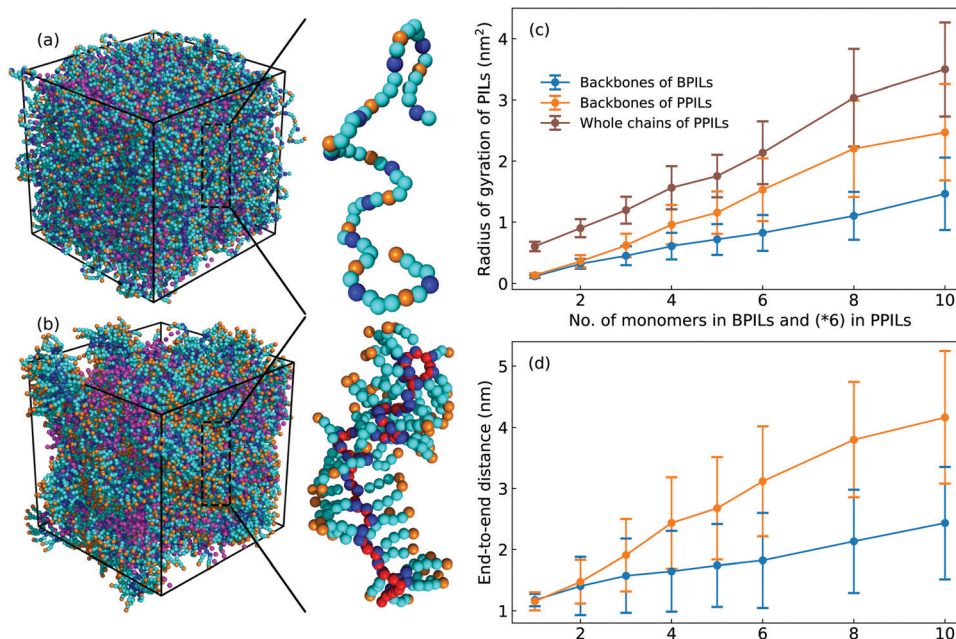 (a)
(b)
(c)
Radius of gyration of PILs (nm²)
4
3
2
1
0
Backbones of BPILs
Backbones of PPILs
Whole chains of PPILs
2 4 6 8 10
No. of monomers in BPILs and (*6) in PPILs
(d)
End-to-end distance (nm)
5
4
3
2
1
2 4 6 8 10